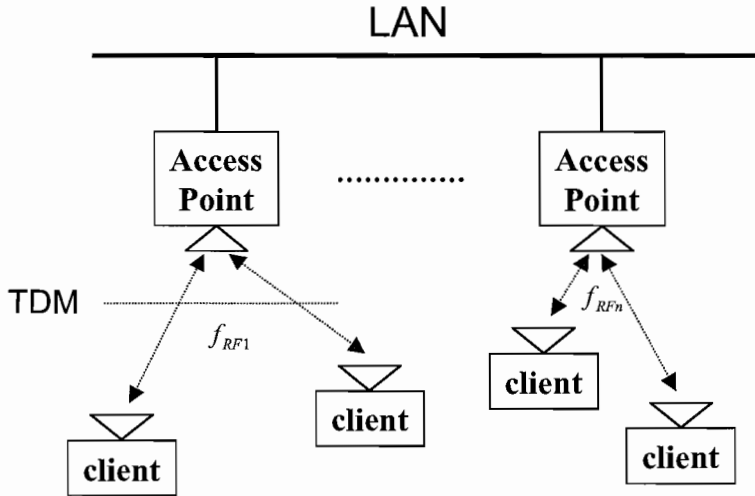 LAN
Access
Point
Access
Point
TDM
f_RF1
f_RFn
client
client
client
client